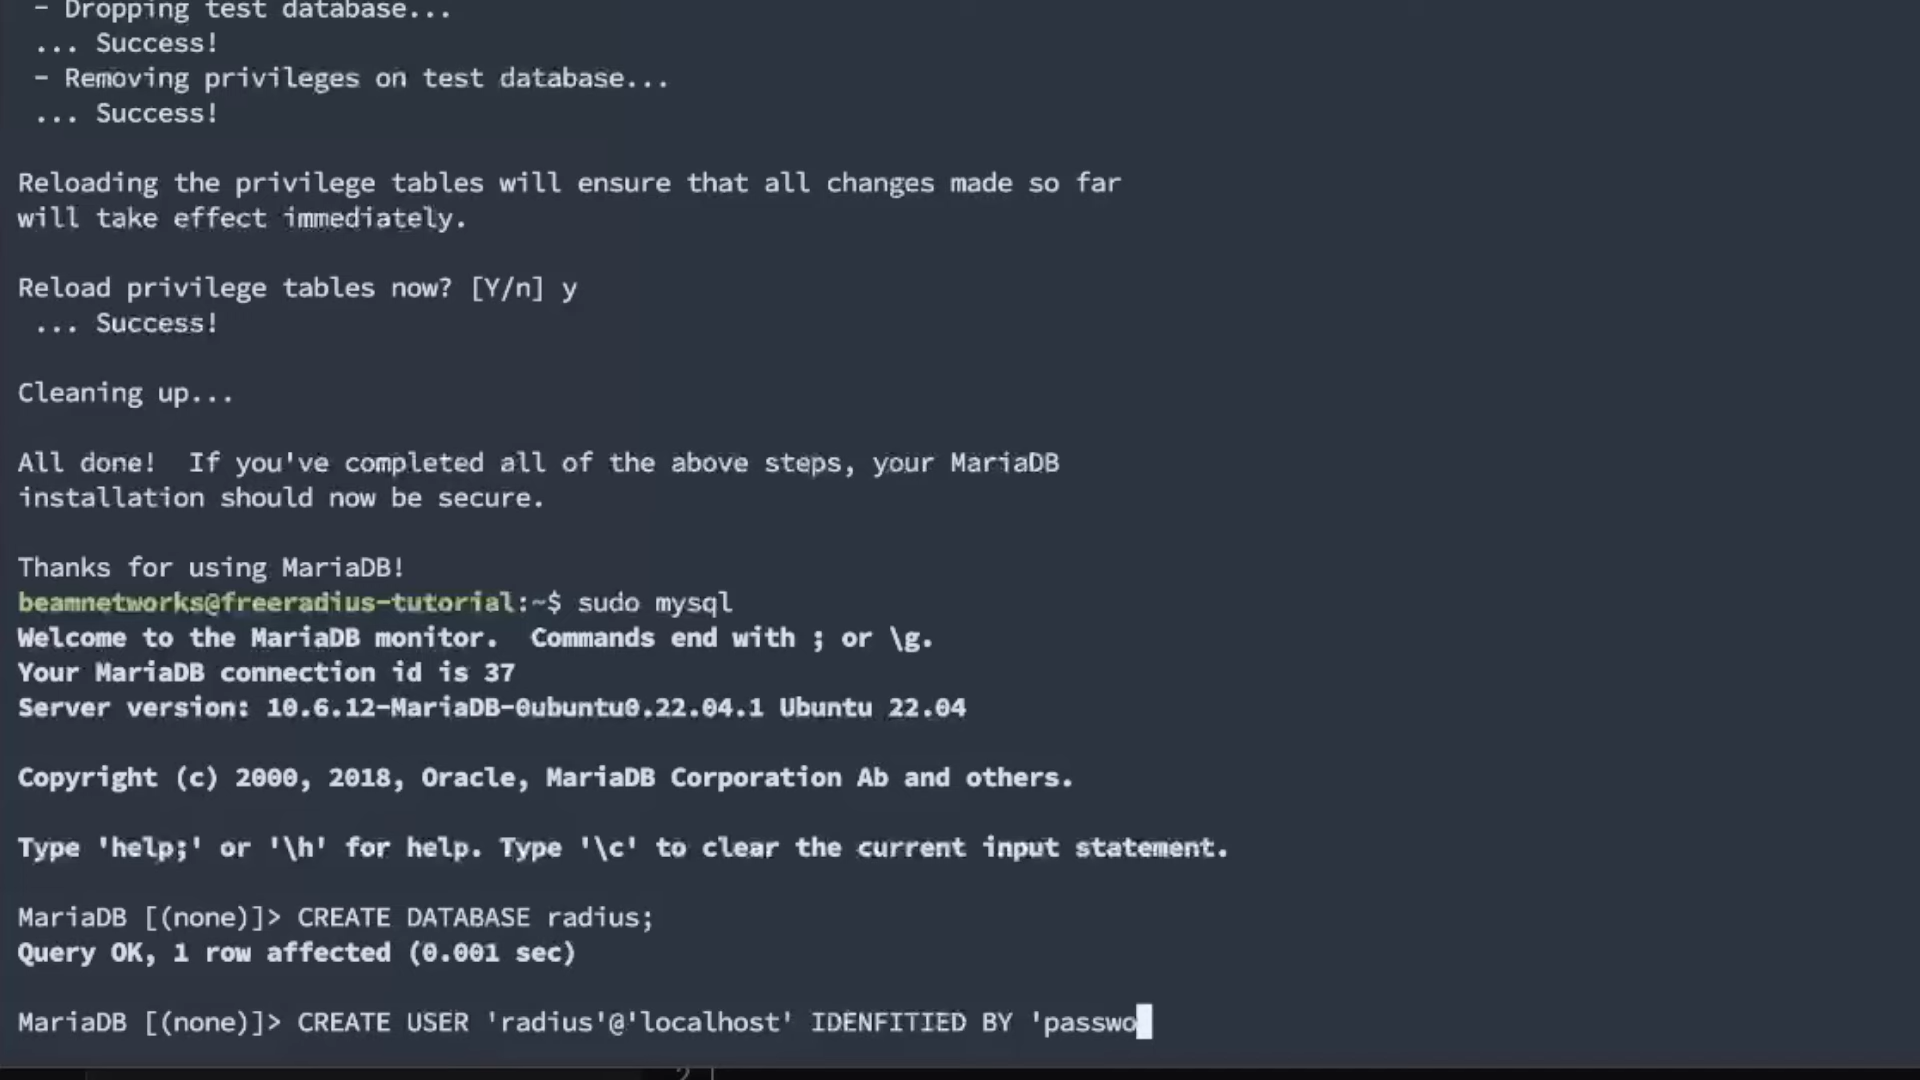 - Dropping test database...
... Success!
- Removing privileges on test database...
... Success!
Reloading the privilege tables will ensure that all changes made so far
will take effect immediately.
Reload privilege tables now? [Y/n] y
... Success!
Cleaning up...
All done!  If you've completed all of the above steps, your MariaDB
installation should now be secure.
Thanks for using MariaDB!
beamnetworks@freeradius-tutorial:~$ sudo mysql
Welcome to the MariaDB monitor.  Commands end with ; or \g.
Your MariaDB connection id is 37
Server version: 10.6.12-MariaDB-0ubuntu0.22.04.1 Ubuntu 22.04
Copyright (c) 2000, 2018, Oracle, MariaDB Corporation Ab and others.
Type 'help;' or '\h' for help. Type '\c' to clear the current input statement.
MariaDB [(none)]> CREATE DATABASE radius;
Query OK, 1 row affected (0.001 sec)
MariaDB [(none)]> CREATE USER 'radius'@'localhost' IDENFITIED BY 'passwo